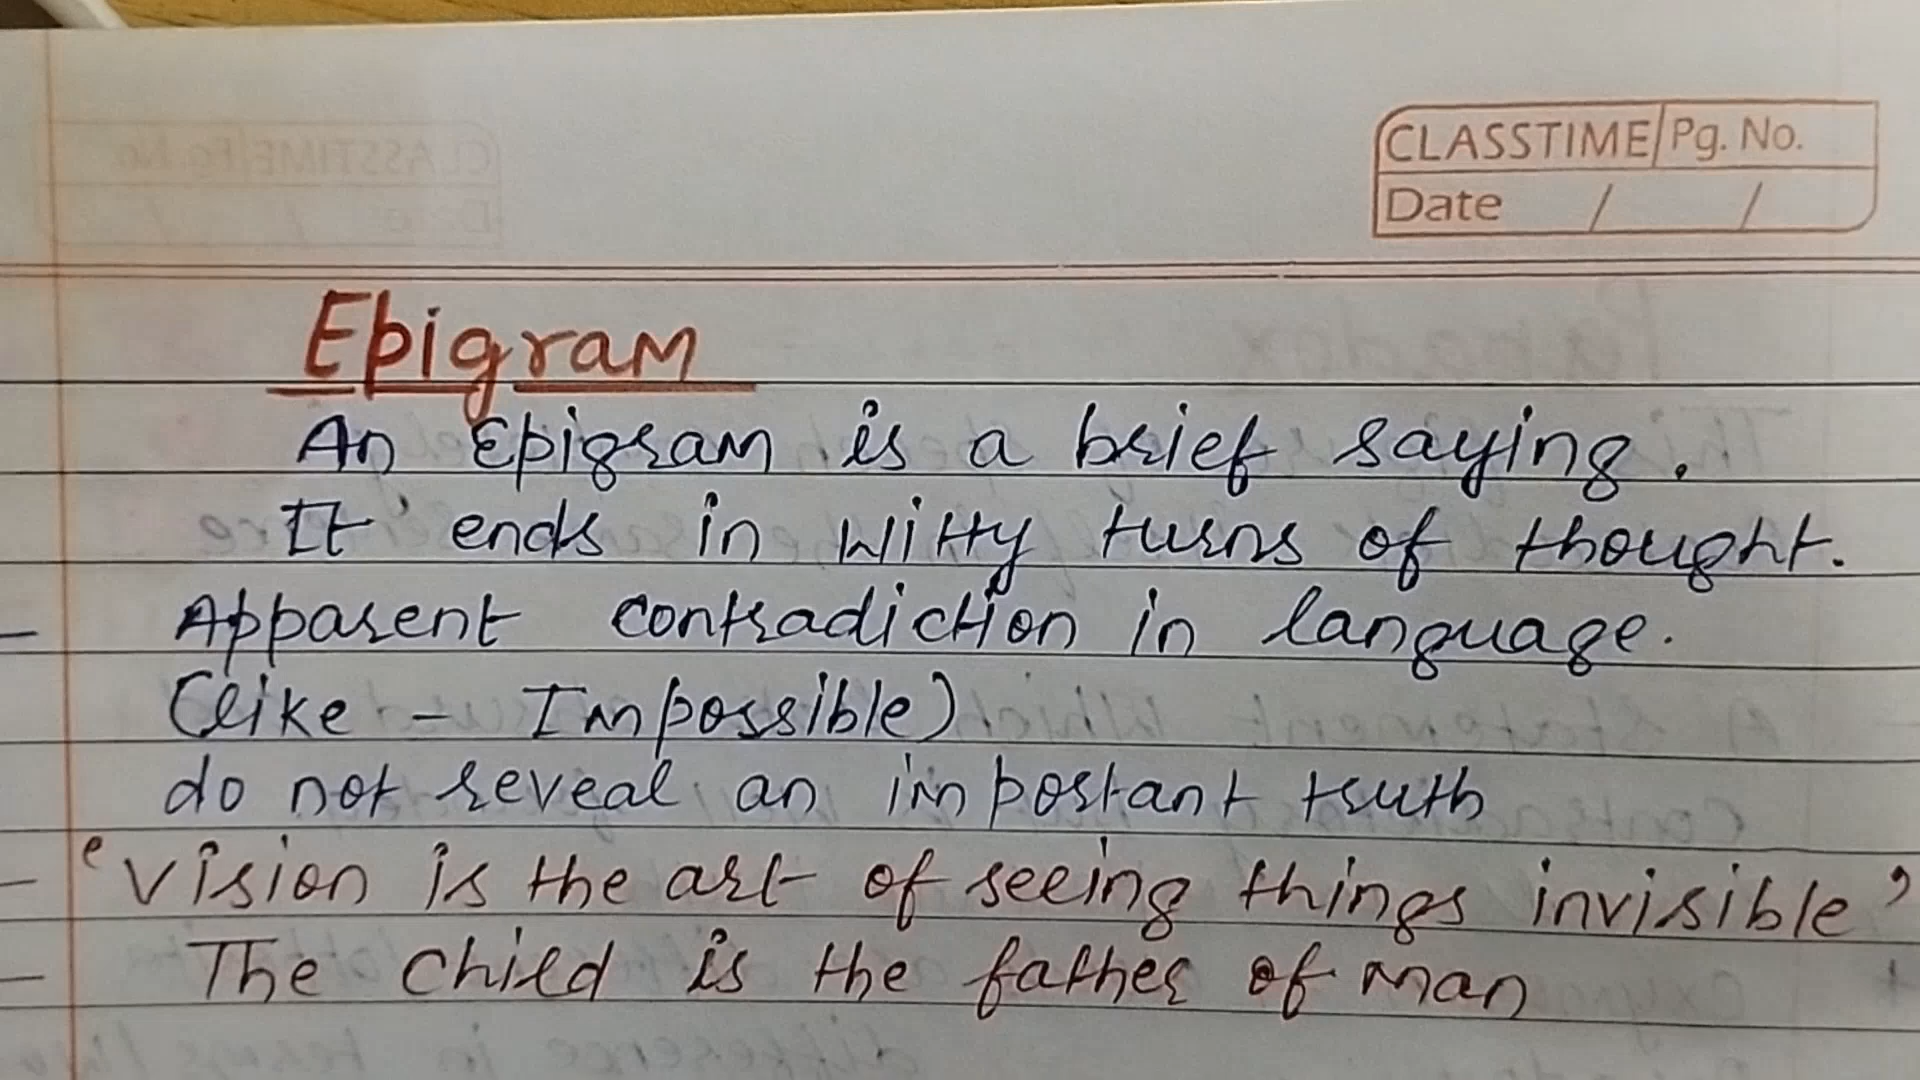 CLASSTIME Pg. No.
Date / /
Epigram
An Epigram is a brief saying.
It ends in witty turns of thought.
- Apparent contradiction in language.
(like - Impossible)
do not reveal an important truth
- 'Vision is the art of seeing things invisible'
- The child is the father of man